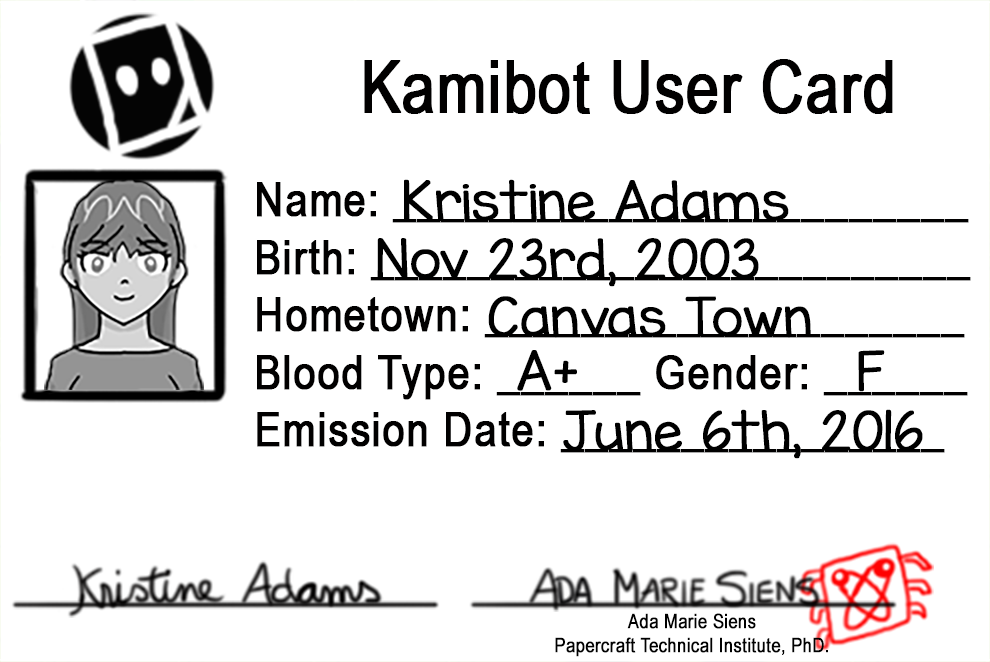 Kamibot User Card
Name: Kristine Adams
Birth: Nov 23rd, 2003
Hometown: Canvas Town
Blood Type: A+ Gender: F
Emission Date: June 6th, 2016
Kristine Adams
ADA MARIE SIENS
Ada Marie Siens
Papercraft Technical Institute, PhD.